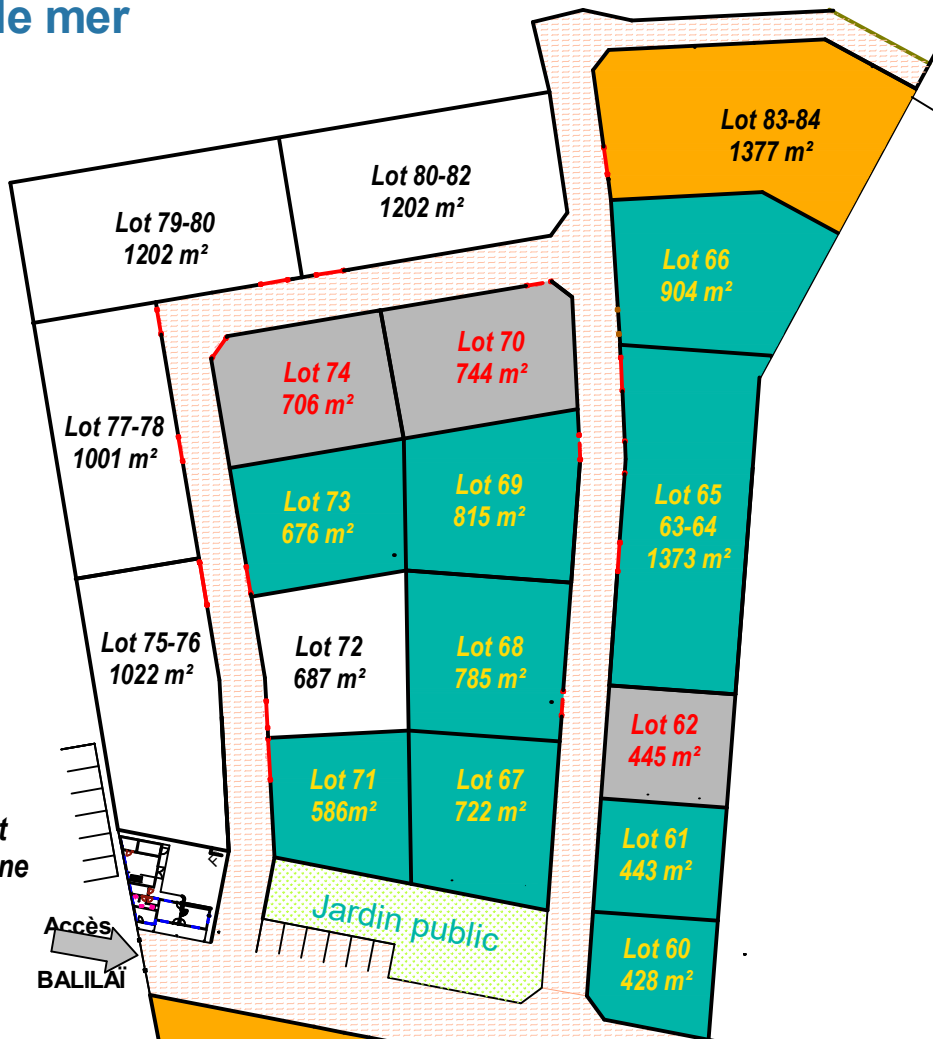 le mer
Lot 83-84
1377 m²
Lot 80-82
1202 m²
Lot 79-80
1202 m²
Lot 66
904 m²
Lot 70
744 m²
Lot 74
706 m²
Lot 77-78
1001 m²
Lot 69
815 m²
Lot 73
676 m²
Lot 65
63-64
1373 m²
Lot 75-76
1022 m²
Lot 72
687 m²
Lot 68
785 m²
Lot 62
445 m²
Lot 71
586m²
Lot 67
722 m²
t
ne
Lot 61
443 m²
Jardin public
Accès
BALILAÏ
Lot 60
428 m²